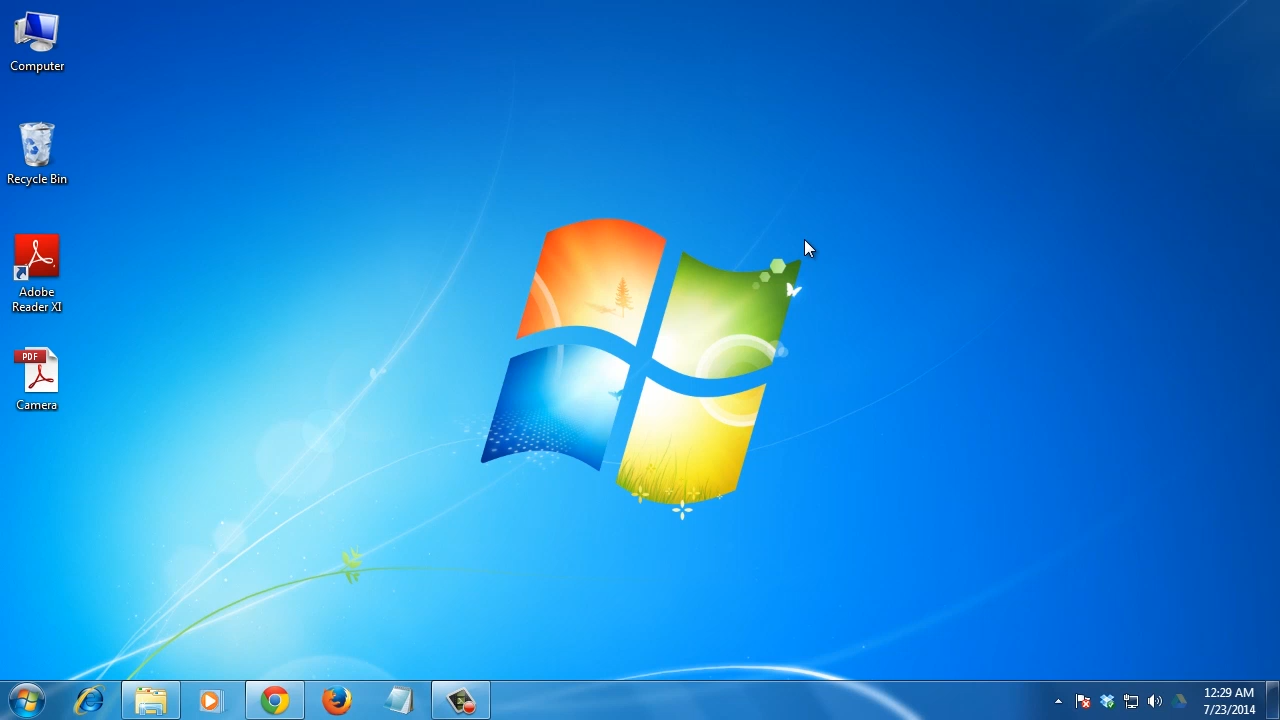 Computer
Recycle Bin
Adobe
Reader XI
PDF
Camera
12:29 AM
7/23/2014